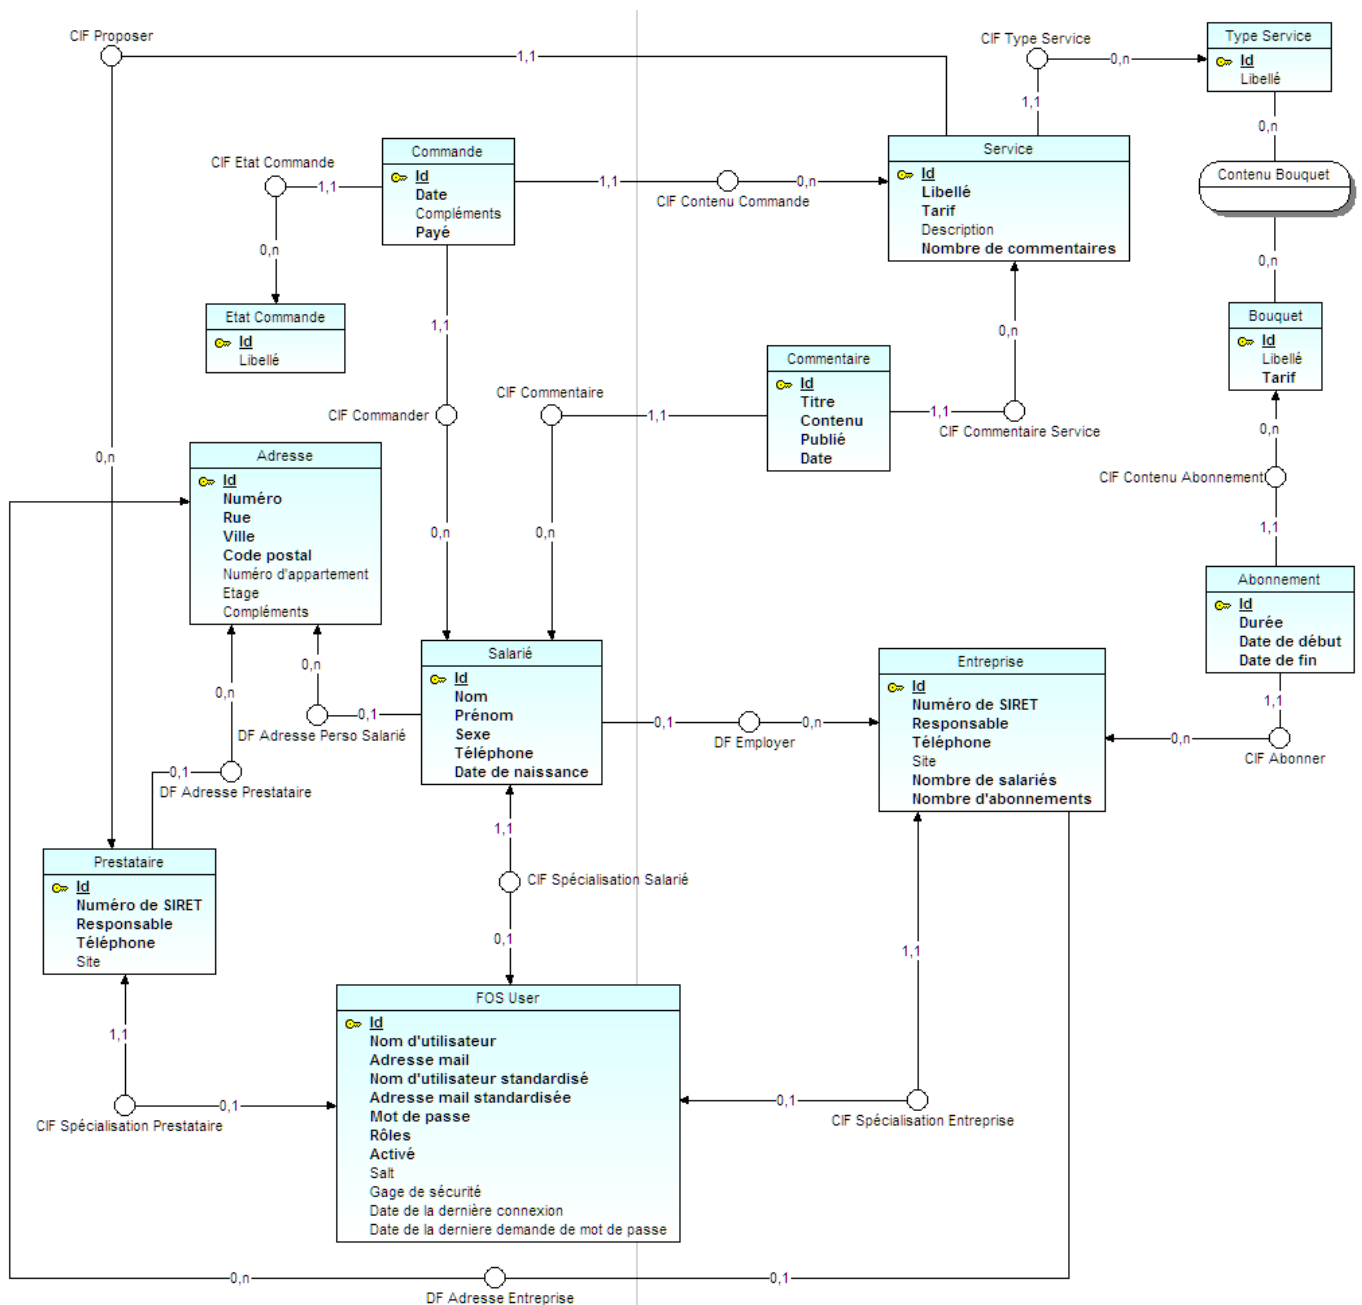 CIF Proposer
1,1
CIF Type Service
0,n
1,1
Type Service
Id
Libellé
0,n
Contenu Bouquet
0,n
CIF Etat Commande
1,1
0,n
Commande
Id
Date
Compléments
Payé
1,1
CIF Contenu Commande
0,n
Service
Id
Libellé
Tarif
Description
Nombre de commentaires
Etat Commande
Id
Libellé
1,1
0,n
Bouquet
Id
Libellé
Tarif
Commentaire
Id
Titre
Contenu
Publié
Date
CIF Commander
CIF Commentaire
1,1
1,1
CIF Commentaire Service
0,n
0,n
CIF Contenu Abonnement
1,1
Adresse
Id
Numéro
Rue
Ville
Code postal
Numéro d'appartement
Etage
Compléments
0,n
0,n
Abonnement
Id
Durée
Date de début
Date de fin
0,n
0,n
Salarié
Id
Nom
Prénom
Sexe
Téléphone
Date de naissance
0,1
DF Adresse Perso Salarié
0,1
DF Employer
0,n
Entreprise
Id
Numéro de SIRET
Responsable
Téléphone
Site
Nombre de salariés
Nombre d'abonnements
1,1
0,n
CIF Abonner
0,1
DF Adresse Prestataire
Prestataire
Id
Numéro de SIRET
Responsable
Téléphone
Site
1,1
CIF Spécialisation Salarié
0,1
1,1
1,1
FOS User
Id
Nom d'utilisateur
Adresse mail
Nom d'utilisateur standardisé
Adresse mail standardisée
Mot de passe
Rôles
Activé
Salt
Gage de sécurité
Date de la dernière connexion
Date de la derniere demande de mot de passe
0,1
CIF Spécialisation Prestataire
0,1
CIF Spécialisation Entreprise
0,n
0,1
DF Adresse Entreprise